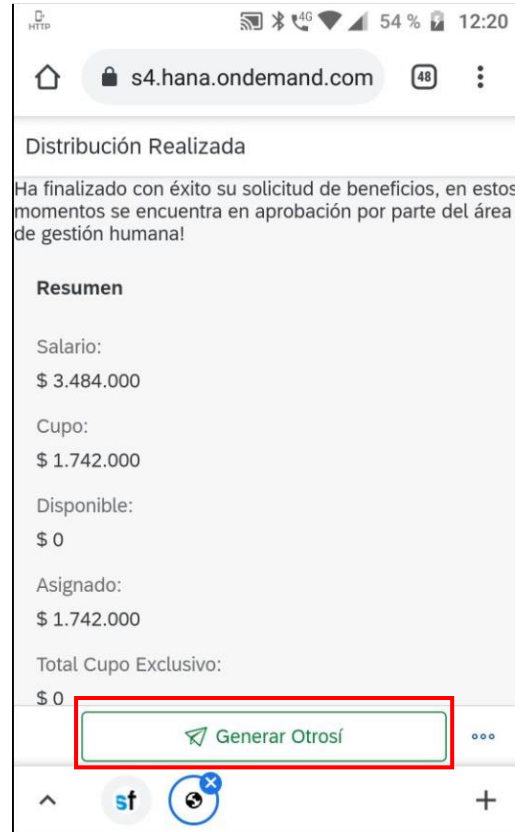 HTTP
4G
54 %
12:20
s4.hana.ondemand.com
48
Distribución Realizada
Ha finalizado con éxito su solicitud de beneficios, en estos
momentos se encuentra en aprobación por parte del área
de gestión humana!
Resumen
Salario:
$ 3.484.000
Cupo:
$ 1.742.000
Disponible:
$ 0
Asignado:
$ 1.742.000
Total Cupo Exclusivo:
$ 0
Generar Otrosí
sf